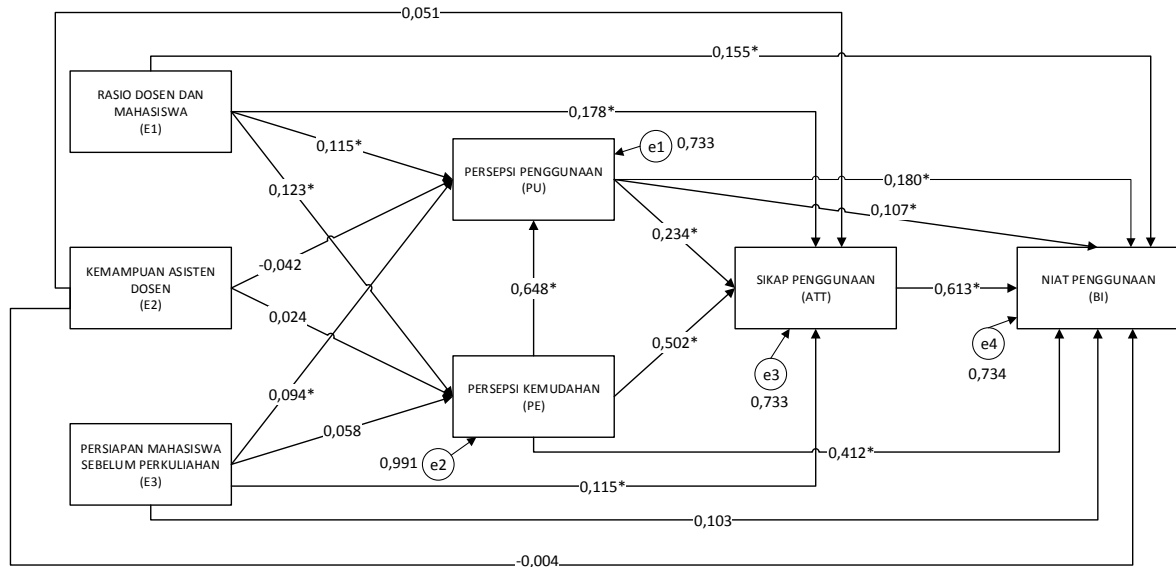 0,051
0,155*
RASIO DOSEN DAN
MAHASISWA
(E1)
0,178*
0,115*
0,123*
PERSEPSI PENGGUNAAN
(PU)
e1
0,733
0,180*
0,107*
0,234*
KEMAMPUAN ASISTEN
DOSEN
(E2)
-0,042
0,024
0,648*
SIKAP PENGGUNAAN
(ATT)
0,613*
NIAT PENGGUNAAN
(BI)
0,502*
e3
0,733
e4
0,734
0,094*
PERSEPSI KEMUDAHAN
(PE)
0,058
PERSIAPAN MAHASISWA
SEBELUM PERKULIAHAN
(E3)
0,991
e2
0,412*
0,115*
0,103
-0,004